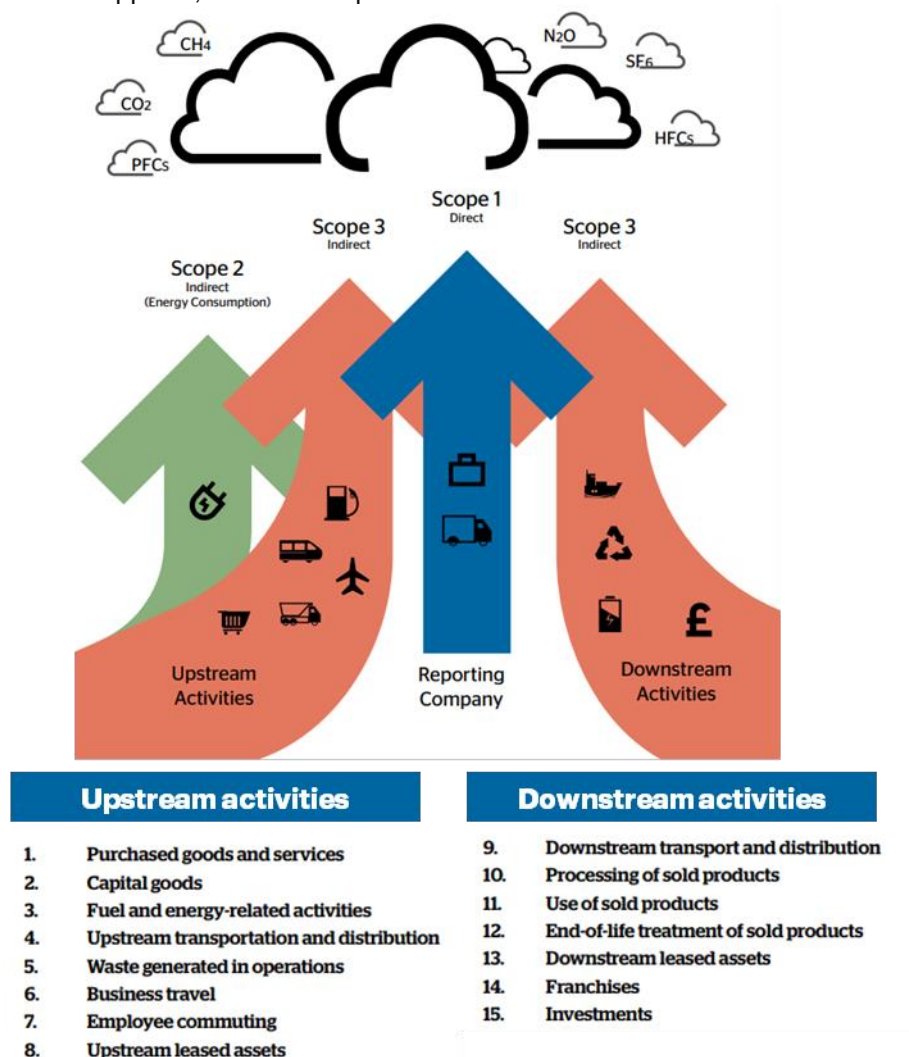 CH4
N2O
SF6
CO2
HFCs
PFCs
Scope 1
Direct
Scope 3
Indirect
Scope 3
Indirect
Scope 2
Indirect
(Energy Consumption)
Upstream
Activities
Reporting
Company
Downstream
Activities
£
Upstream activities
1. Purchased goods and services
2. Capital goods
3. Fuel and energy-related activities
4. Upstream transportation and distribution
5. Waste generated in operations
6. Business travel
7. Employee commuting
8. Upstream leased assets
Downstream activities
9. Downstream transport and distribution
10. Processing of sold products
11. Use of sold products
12. End-of-life treatment of sold products
13. Downstream leased assets
14. Franchises
15. Investments